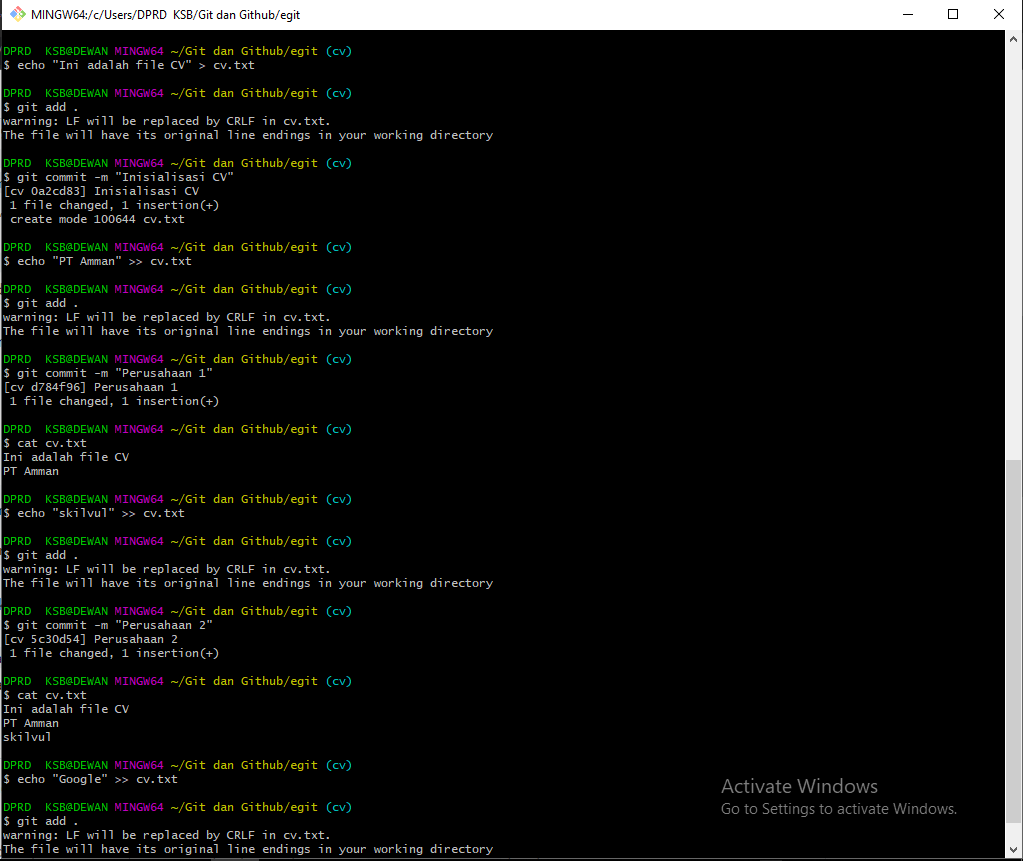 MINGW64:/c/Users/DPRD KSB/Git dan Github/egit
DPRD KSB@DEWAN MINGW64 ~/Git dan Github/egit (cv)
$ echo "Ini adalah file CV" > cv.txt
DPRD KSB@DEWAN MINGW64 ~/Git dan Github/egit (cv)
$ git add .
warning: LF will be replaced by CRLF in cv.txt.
The file will have its original line endings in your working directory
DPRD KSB@DEWAN MINGW64 ~/Git dan Github/egit (cv)
$ git commit -m "Inisialisasi CV"
[cv 0a2cd83] Inisialisasi CV
1 file changed, 1 insertion(+)
create mode 100644 cv.txt
DPRD KSB@DEWAN MINGW64 ~/Git dan Github/egit (cv)
$ echo "PT Amman" >> cv.txt
DPRD KSB@DEWAN MINGW64 ~/Git dan Github/egit (cv)
$ git add .
warning: LF will be replaced by CRLF in cv.txt.
The file will have its original line endings in your working directory
DPRD KSB@DEWAN MINGW64 ~/Git dan Github/egit (cv)
$ git commit -m "Perusahaan 1"
[cv d784f96] Perusahaan 1
1 file changed, 1 insertion(+)
DPRD KSB@DEWAN MINGW64 ~/Git dan Github/egit (cv)
$ cat cv.txt
Ini adalah file CV
PT Amman
DPRD KSB@DEWAN MINGW64 ~/Git dan Github/egit (cv)
$ echo "skilvul" >> cv.txt
DPRD KSB@DEWAN MINGW64 ~/Git dan Github/egit (cv)
$ git add .
warning: LF will be replaced by CRLF in cv.txt.
The file will have its original line endings in your working directory
DPRD KSB@DEWAN MINGW64 ~/Git dan Github/egit (cv)
$ git commit -m "Perusahaan 2"
[cv 5c30d54] Perusahaan 2
1 file changed, 1 insertion(+)
DPRD KSB@DEWAN MINGW64 ~/Git dan Github/egit (cv)
$ cat cv.txt
Ini adalah file CV
PT Amman
skilvul
DPRD KSB@DEWAN MINGW64 ~/Git dan Github/egit (cv)
$ echo "Google" >> cv.txt
DPRD KSB@DEWAN MINGW64 ~/Git dan Github/egit (cv)
$ git add .
warning: LF will be replaced by CRLF in cv.txt.
The file will have its original line endings in your working directory
Activate Windows
Go to Settings to activate Windows.